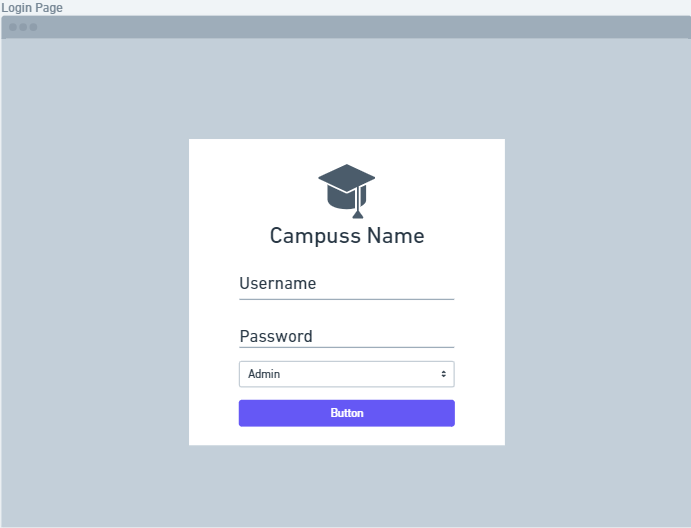 Login Page
Campuss Name
Username
Password
Admin
Button